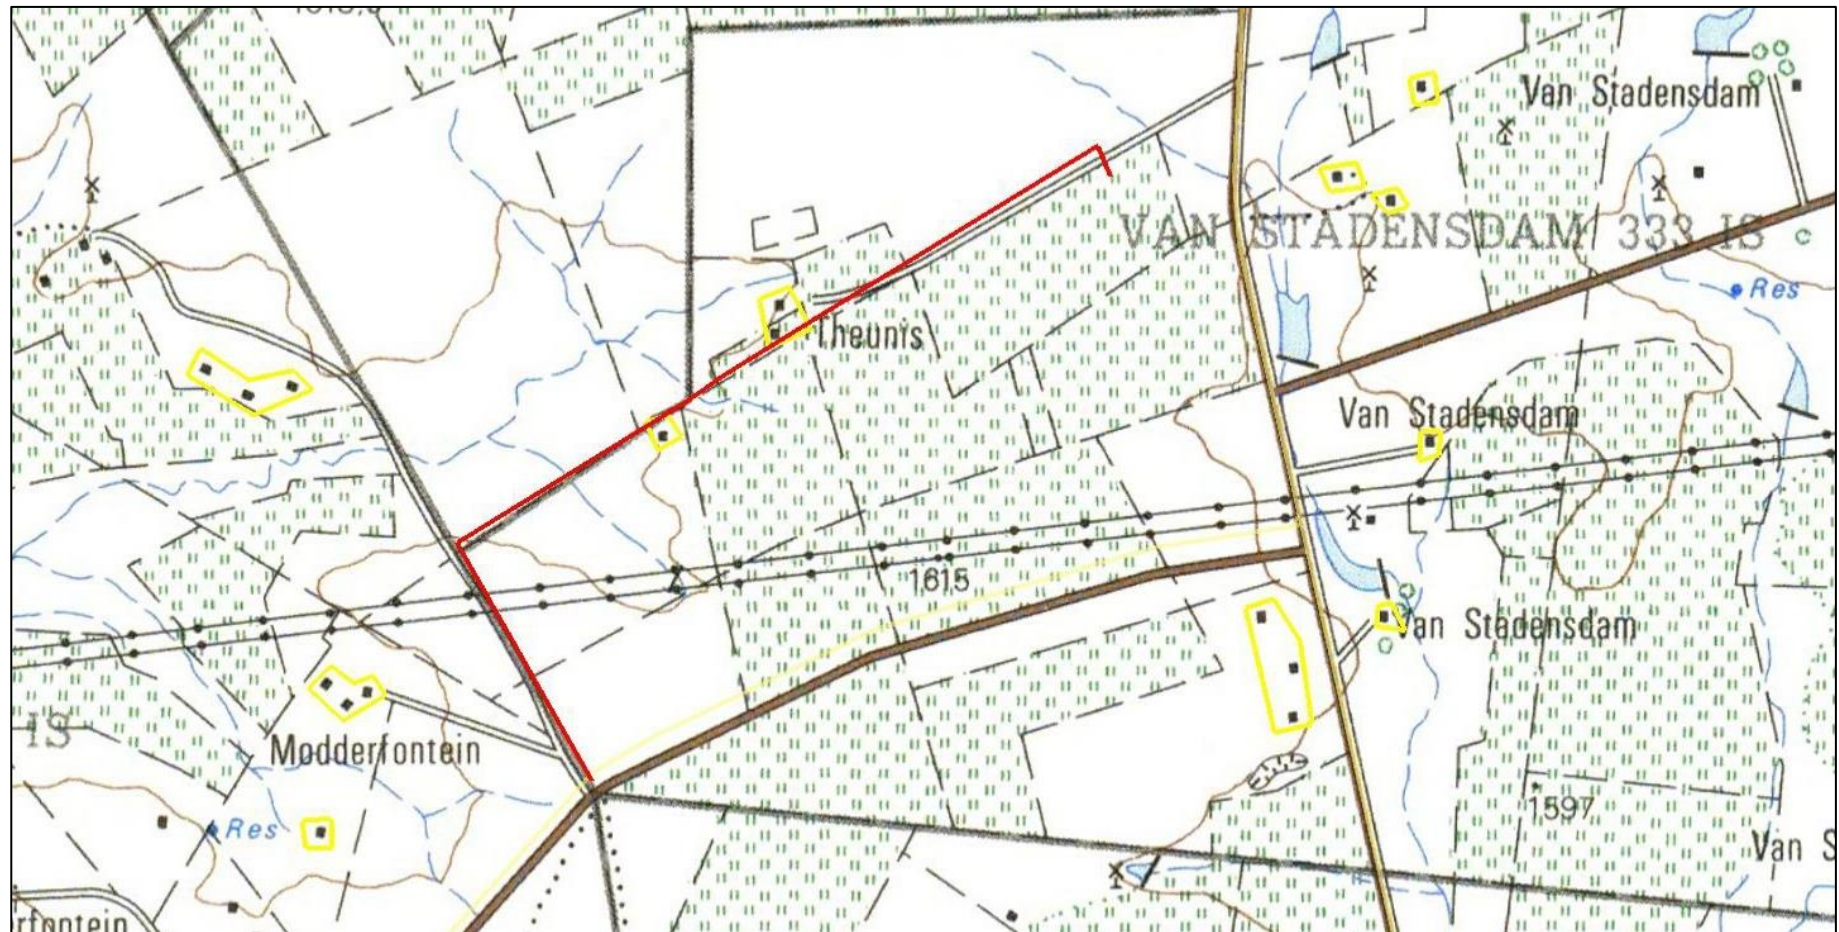 Van Stadensdam
VAN STADENSDAM 333 IS
Res
Theunis
Van Stadensdam
1615
Van Stadensdam
IS
Modderfontein
Res
1597
Van S
rfontein